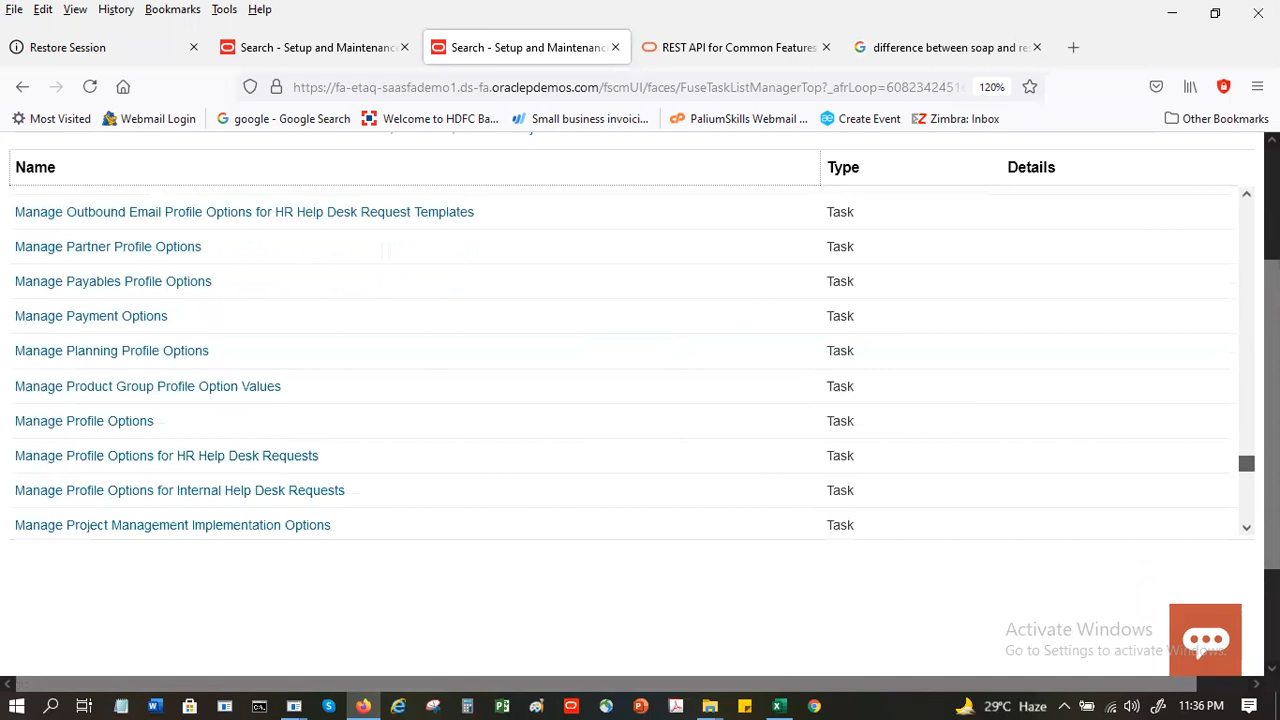 File Edit View History Bookmarks Tools Help
Restore Session
Search - Setup and Maintenance
Search - Setup and Maintenance
REST API for Common Features
difference between soap and re
https://fa-etaq-saasfademo1.ds-fa.oraclepdemos.com/fscmUI/faces/FuseTaskListManagerTop?_afrLoop=6082342451
120%
Most Visited
Webmail Login
google - Google Search
Welcome to HDFC Ba...
Small business invoici...
PaliumSkills Webmail ...
Create Event
Zimbra: Inbox
Other Bookmarks
Name Type Details
Manage Outbound Email Profile Options for HR Help Desk Request Templates Task
Manage Partner Profile Options Task
Manage Payables Profile Options Task
Manage Payment Options Task
Manage Planning Profile Options Task
Manage Product Group Profile Option Values Task
Manage Profile Options Task
Manage Profile Options for HR Help Desk Requests Task
Manage Profile Options for Internal Help Desk Requests Task
Manage Project Management Implementation Options Task
Activate Windows
Go to Settings to activate Windows.
29°C Haze
11:36 PM